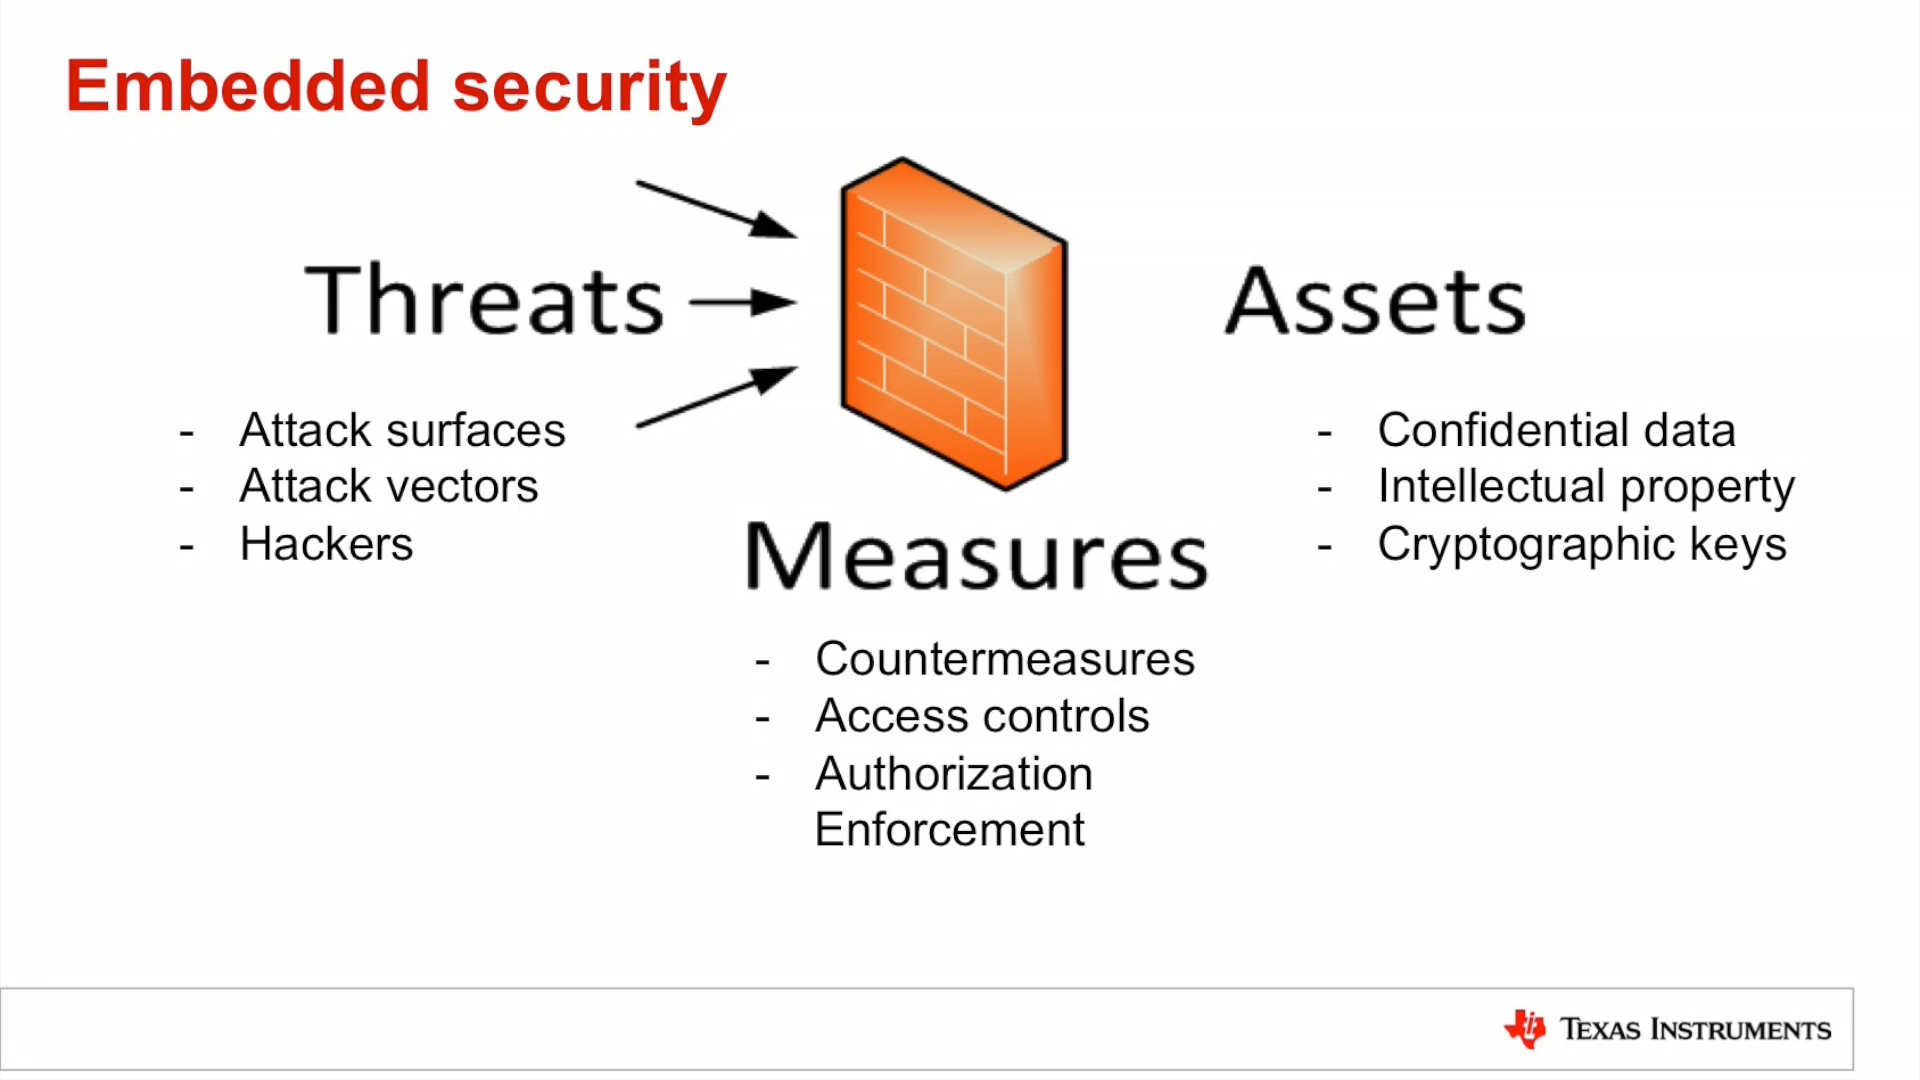 Embedded security
Threats
- Attack surfaces
- Attack vectors
- Hackers
Measures
- Countermeasures
- Access controls
- Authorization
Enforcement
Assets
- Confidential data
- Intellectual property
- Cryptographic keys
TEXAS INSTRUMENTS